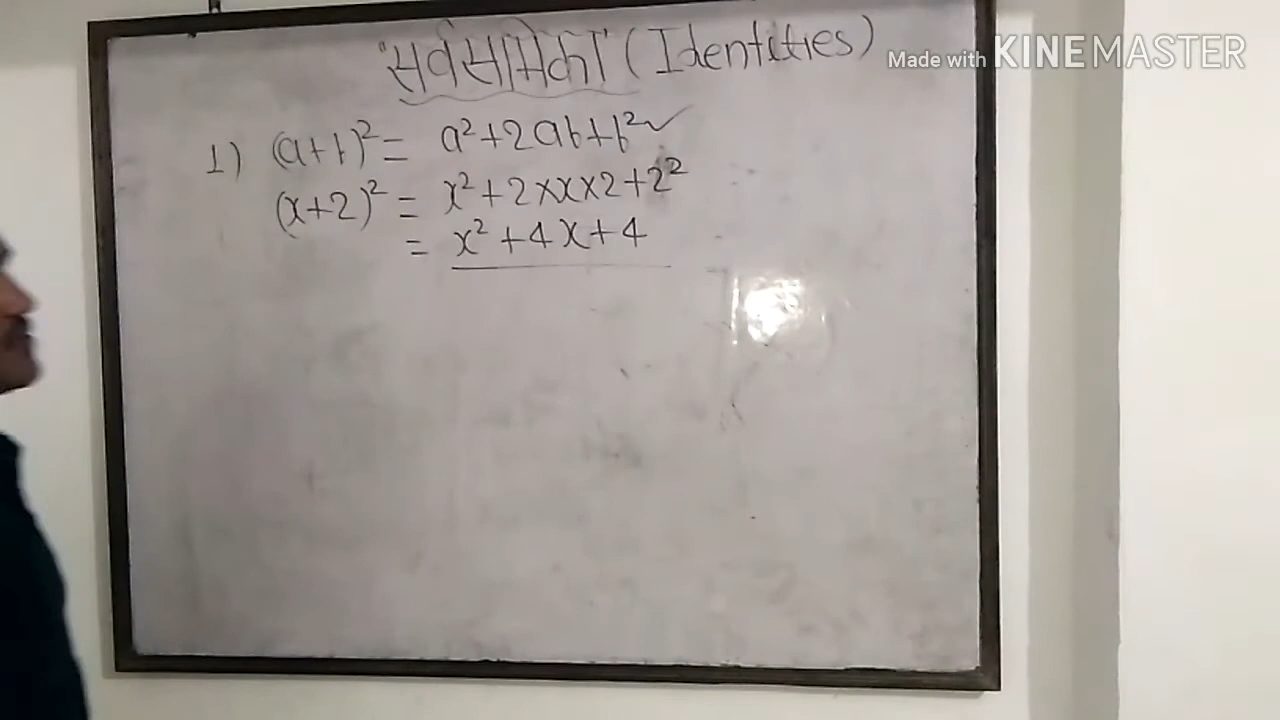 "सर्वसामिका" (Identities)
Made with KINEMASTER
1) (a+b)² = a²+2ab+b² ✓
(x+2)² = x²+2×x×2+2²
= x²+4x+4